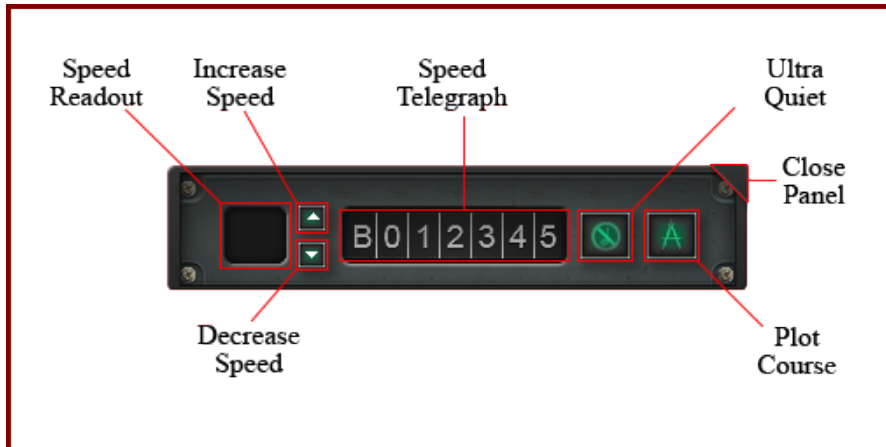 Speed
Readout
Increase
Speed
Speed
Telegraph
Ultra
Quiet
Close
Panel
B 0 1 2 3 4 5
Decrease
Speed
Plot
Course